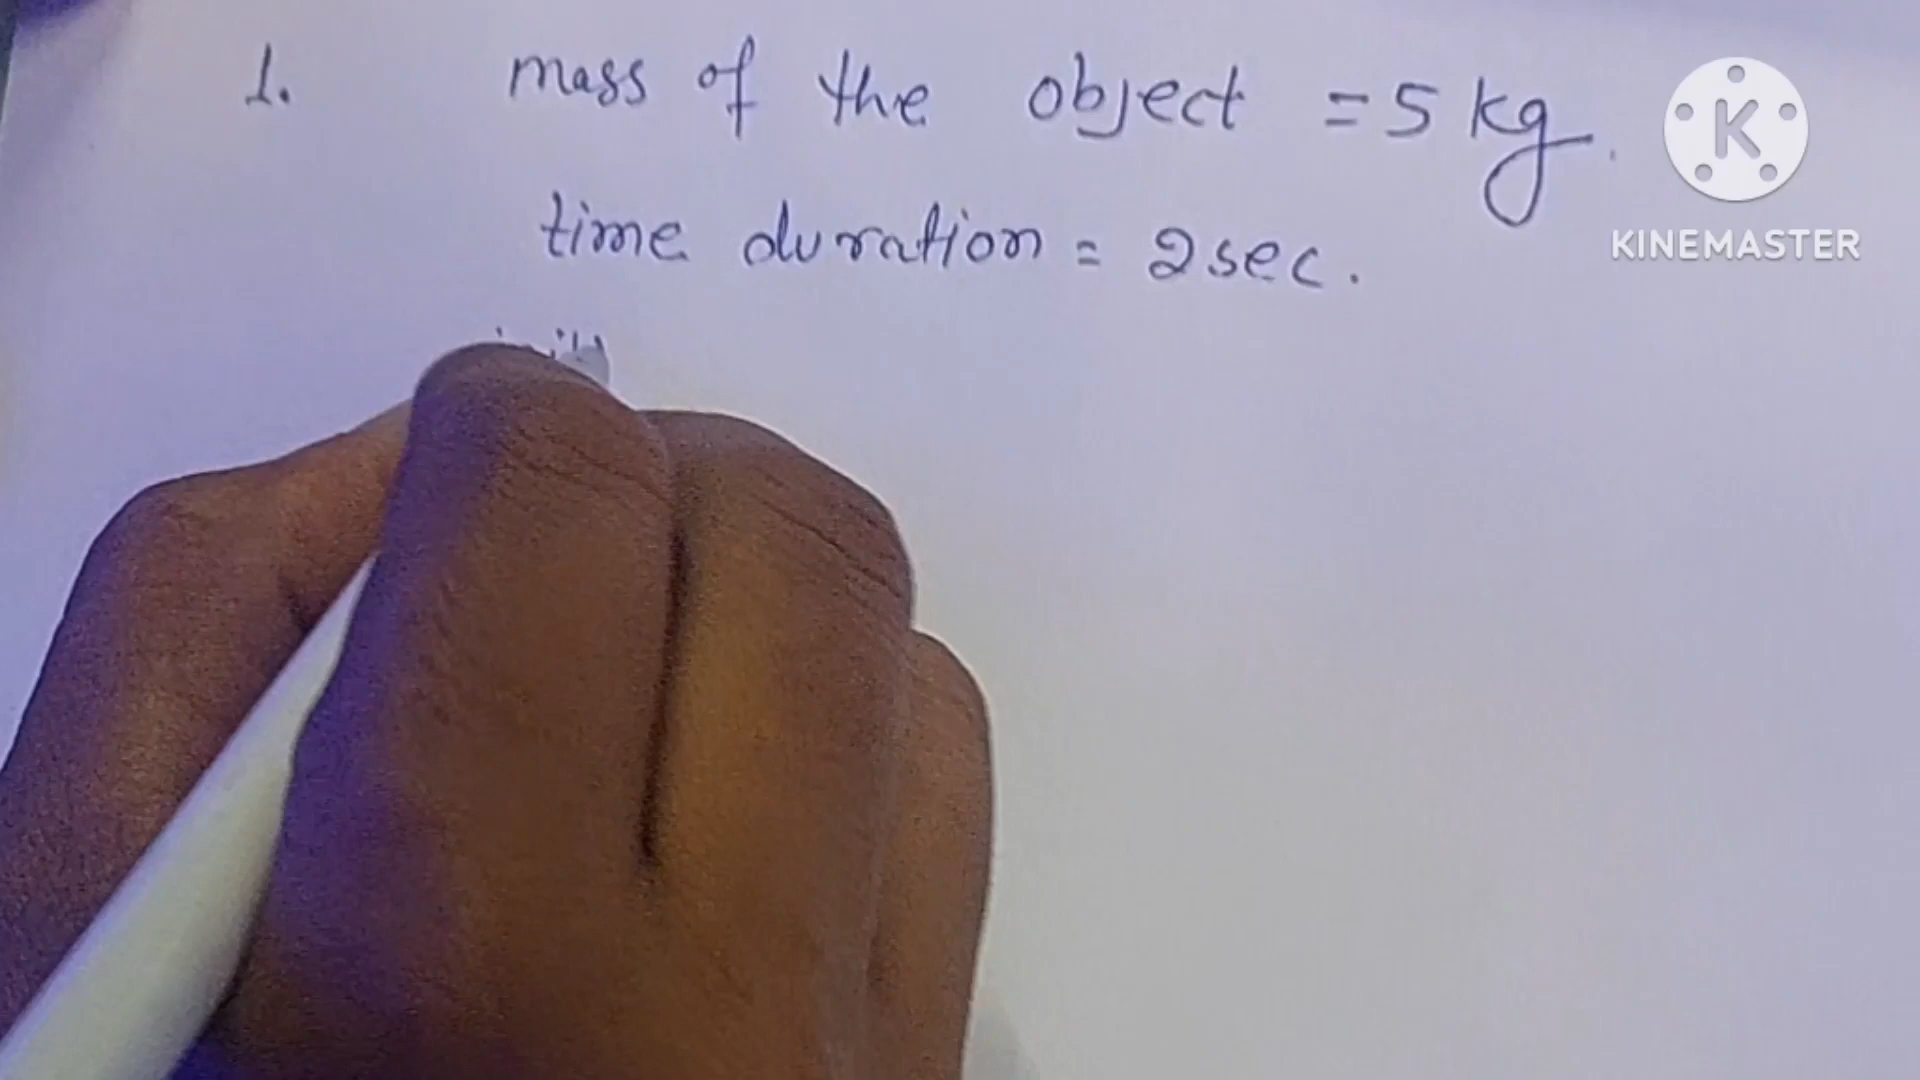 1. mass of the object = 5 kg.
time duration = 2 sec.
K
KINEMASTER